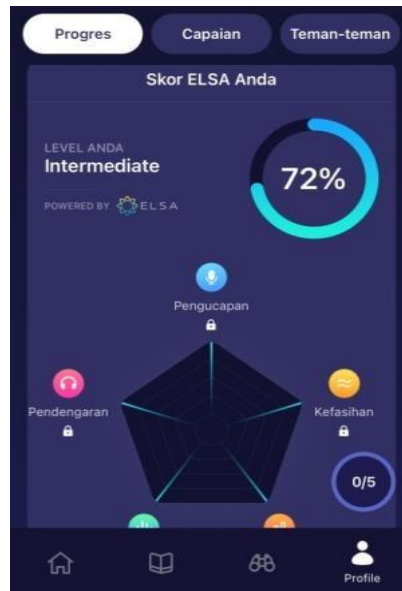 Progres Capaian Teman-teman
Skor ELSA Anda
LEVEL ANDA
Intermediate
72%
POWERED BY ELSA
Pengucapan
Pendengaran
Kefasihan
0/5
Profile